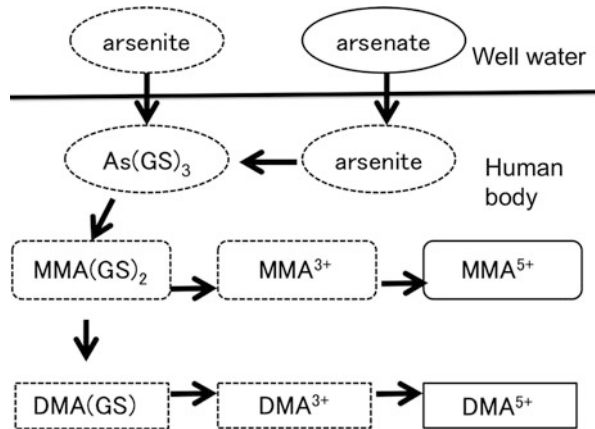 arsenite
arsenate
Well water
As(GS)₃
arsenite
Human
body
MMA(GS)₂
MMA³⁺
MMA⁵⁺
DMA(GS)
DMA³⁺
DMA⁵⁺